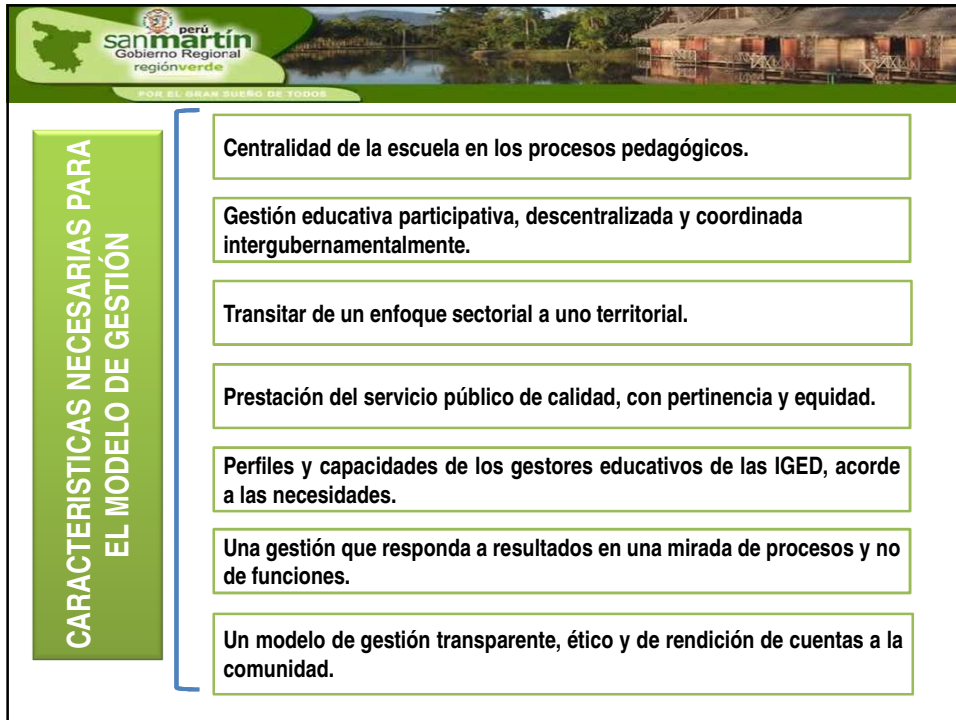 perú
sanmartín
Gobierno Regional
regiónverde
POR EL GRAN SUEÑO DE TODOS
CARACTERISTICAS NECESARIAS PARA
EL MODELO DE GESTIÓN
Centralidad de la escuela en los procesos pedagógicos.
Gestión educativa participativa, descentralizada y coordinada
intergubernamentalmente.
Transitar de un enfoque sectorial a uno territorial.
Prestación del servicio público de calidad, con pertinencia y equidad.
Perfiles y capacidades de los gestores educativos de las IGED, acorde
a las necesidades.
Una gestión que responda a resultados en una mirada de procesos y no
de funciones.
Un modelo de gestión transparente, ético y de rendición de cuentas a la
comunidad.